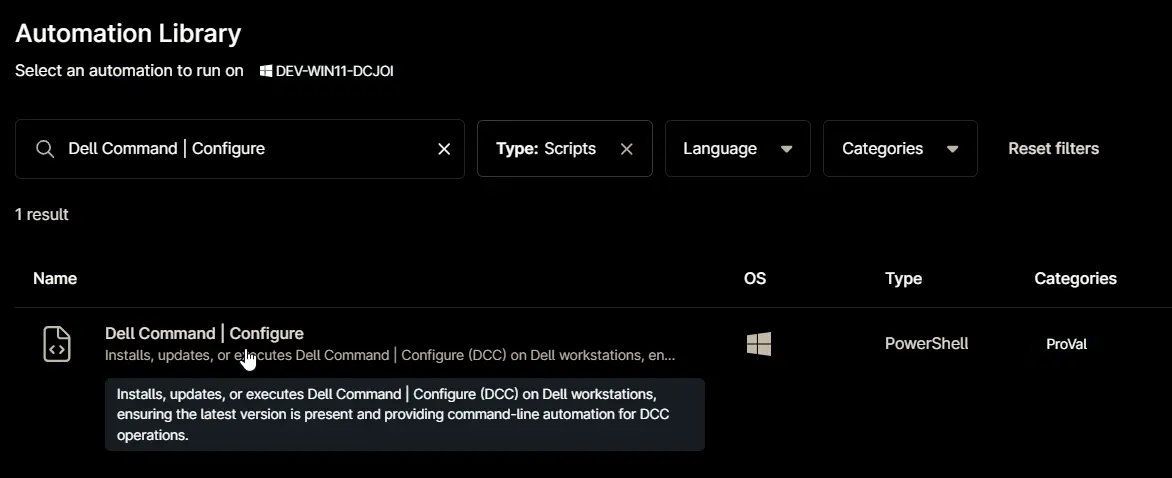 Automation Library
Select an automation to run on DEV-WIN11-DCJOI
Dell Command | Configure
Type: Scripts
Language
Categories
Reset filters
1 result
Name
OS
Type
Categories
Dell Command | Configure
Installs, updates, or executes Dell Command | Configure (DCC) on Dell workstations, en...
PowerShell
ProVal
Installs, updates, or executes Dell Command | Configure (DCC) on Dell workstations,
ensuring the latest version is present and providing command-line automation for DCC
operations.